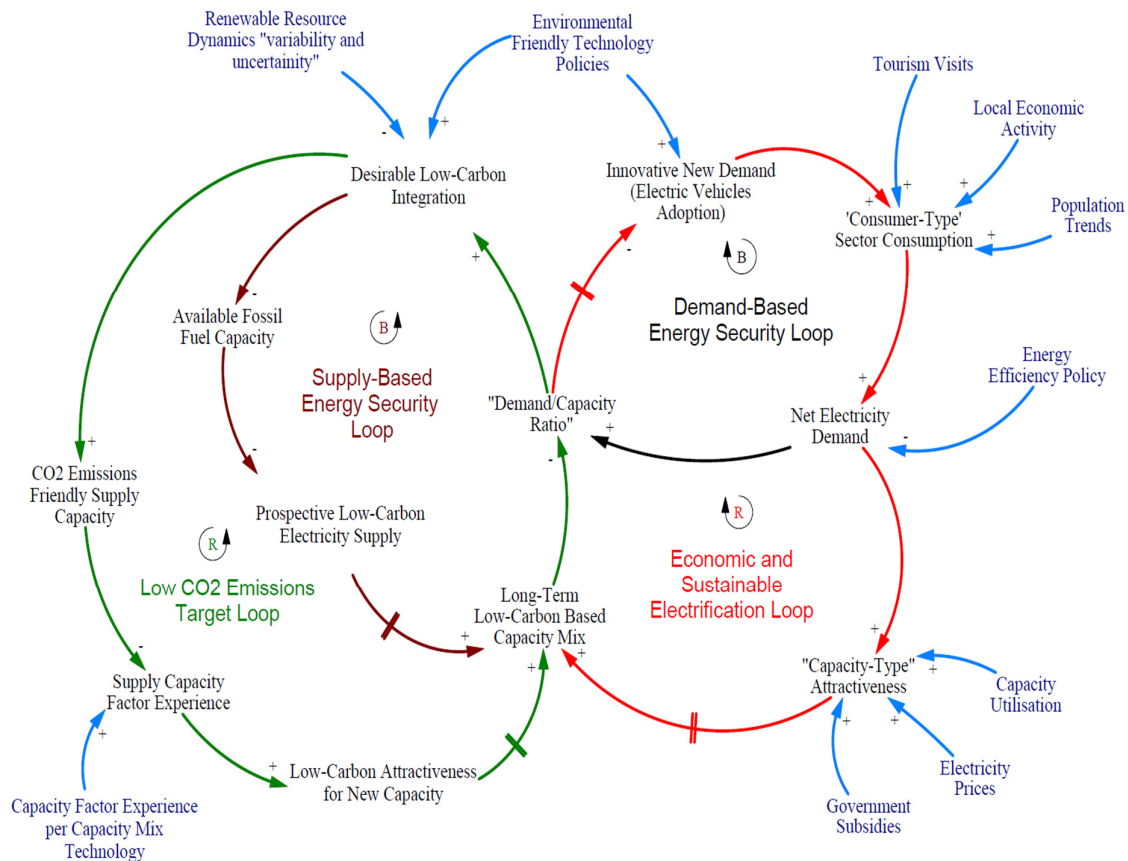 Renewable Resource
Dynamics "variability and
uncertainity"
Environmental
Friendly Technology
Policies
Tourism Visits
Local Economic
Activity
Population
Trends
-
+
+
+
+
+
+
Desirable Low-Carbon
Integration
Innovative New Demand
(Electric Vehicles
Adoption)
'Consumer-Type'
Sector Consumption
+
-
B
Demand-Based
Energy Security Loop
-
Available Fossil
Fuel Capacity
B
Supply-Based
Energy Security
Loop
"Demand/Capacity
Ratio"
+
-
+
Net Electricity
Demand
-
Energy
Efficiency Policy
+
CO2 Emissions
Friendly Supply
Capacity
-
Prospective Low-Carbon
Electricity Supply
R
Low CO2 Emissions
Target Loop
R
Economic and
Sustainable
Electrification Loop
Long-Term
Low-Carbon Based
Capacity Mix
+
+
+
-
Supply Capacity
Factor Experience
+
+
"Capacity-Type"
Attractiveness
+
+
+
Capacity
Utilisation
+
Low-Carbon Attractiveness
for New Capacity
Electricity
Prices
Government
Subsidies
Capacity Factor Experience
per Capacity Mix
Technology